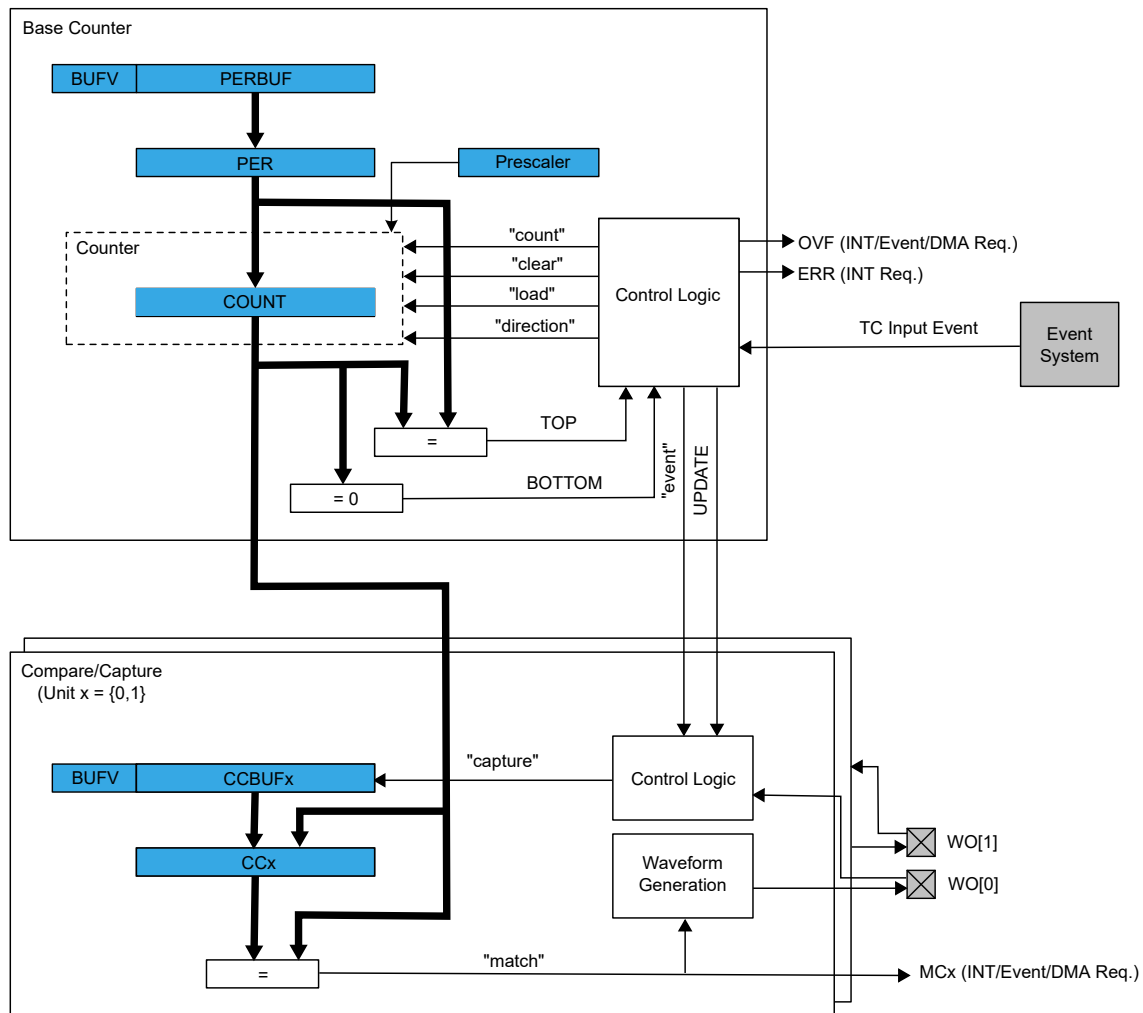 Base Counter
BUFV
PERBUF
PER
Prescaler
Counter
COUNT
"count"
"clear"
"load"
"direction"
Control Logic
OVF (INT/Event/DMA Req.)
ERR (INT Req.)
TC Input Event
Event
System
=
TOP
= 0
BOTTOM
"event"
UPDATE
Compare/Capture
(Unit x = {0,1}
BUFV
CCBUFx
"capture"
Control Logic
CCx
Waveform
Generation
WO[1]
WO[0]
=
"match"
MCx (INT/Event/DMA Req.)